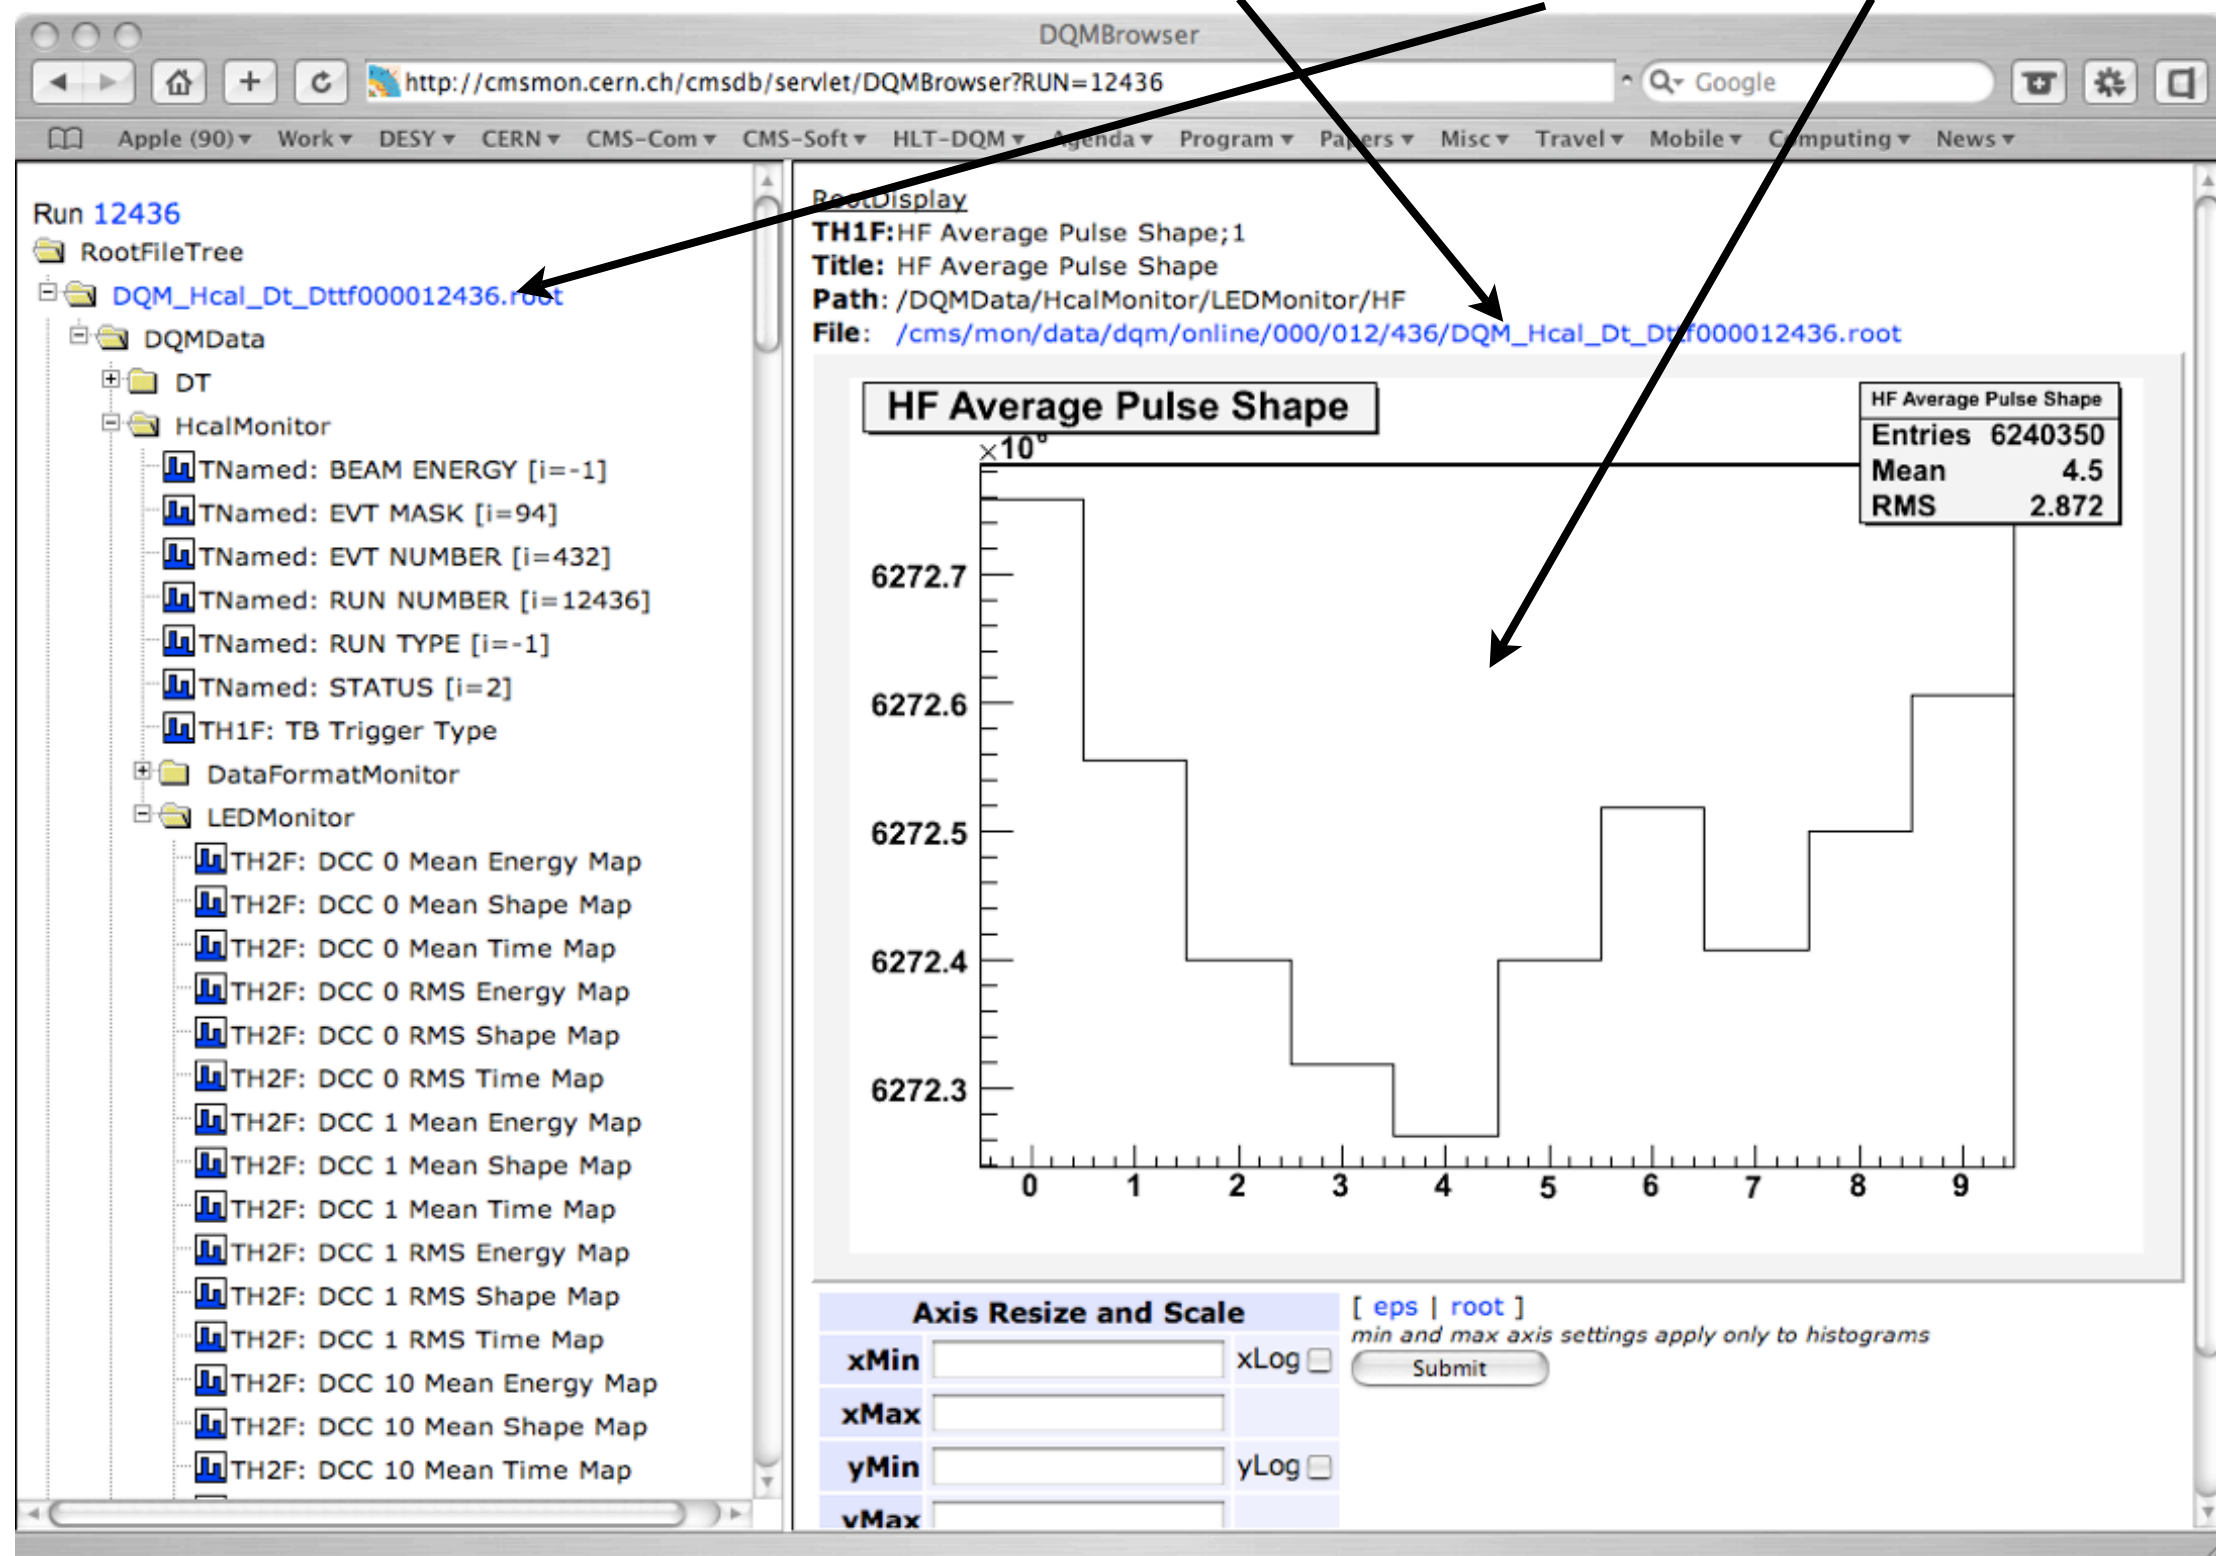 DQMBrowser
http://cmsmon.cern.ch/cmsdb/servlet/DQMBrowser?RUN=12436
Google
Apple (90) Work DESY CERN CMS-Com CMS-Soft HLT-DQM Agenda Program Papers Misc Travel Mobile Computing News
Run 12436
RootFileTree
DQM_Hcal_Dt_Dttf000012436.root
DQMData
DT
HcalMonitor
TNamed: BEAM ENERGY [i=-1]
TNamed: EVT MASK [i=94]
TNamed: EVT NUMBER [i=432]
TNamed: RUN NUMBER [i=12436]
TNamed: RUN TYPE [i=-1]
TNamed: STATUS [i=2]
TH1F: TB Trigger Type
DataFormatMonitor
LEDMonitor
TH2F: DCC 0 Mean Energy Map
TH2F: DCC 0 Mean Shape Map
TH2F: DCC 0 Mean Time Map
TH2F: DCC 0 RMS Energy Map
TH2F: DCC 0 RMS Shape Map
TH2F: DCC 0 RMS Time Map
TH2F: DCC 1 Mean Energy Map
TH2F: DCC 1 Mean Shape Map
TH2F: DCC 1 Mean Time Map
TH2F: DCC 1 RMS Energy Map
TH2F: DCC 1 RMS Shape Map
TH2F: DCC 1 RMS Time Map
TH2F: DCC 10 Mean Energy Map
TH2F: DCC 10 Mean Shape Map
TH2F: DCC 10 Mean Time Map
RootDisplay
TH1F:HF Average Pulse Shape;1
Title: HF Average Pulse Shape
Path: /DQMData/HcalMonitor/LEDMonitor/HF
File: /cms/mon/data/dqm/online/000/012/436/DQM_Hcal_Dt_Dttf000012436.root
HF Average Pulse Shape
HF Average Pulse Shape
Entries 6240350
Mean 4.5
RMS 2.872
6272.7
6272.6
6272.5
6272.4
6272.3
0 1 2 3 4 5 6 7 8 9
Axis Resize and Scale
[ eps | root ]
min and max axis settings apply only to histograms
xMin xLog
Submit
xMax
yMin yLog
yMax